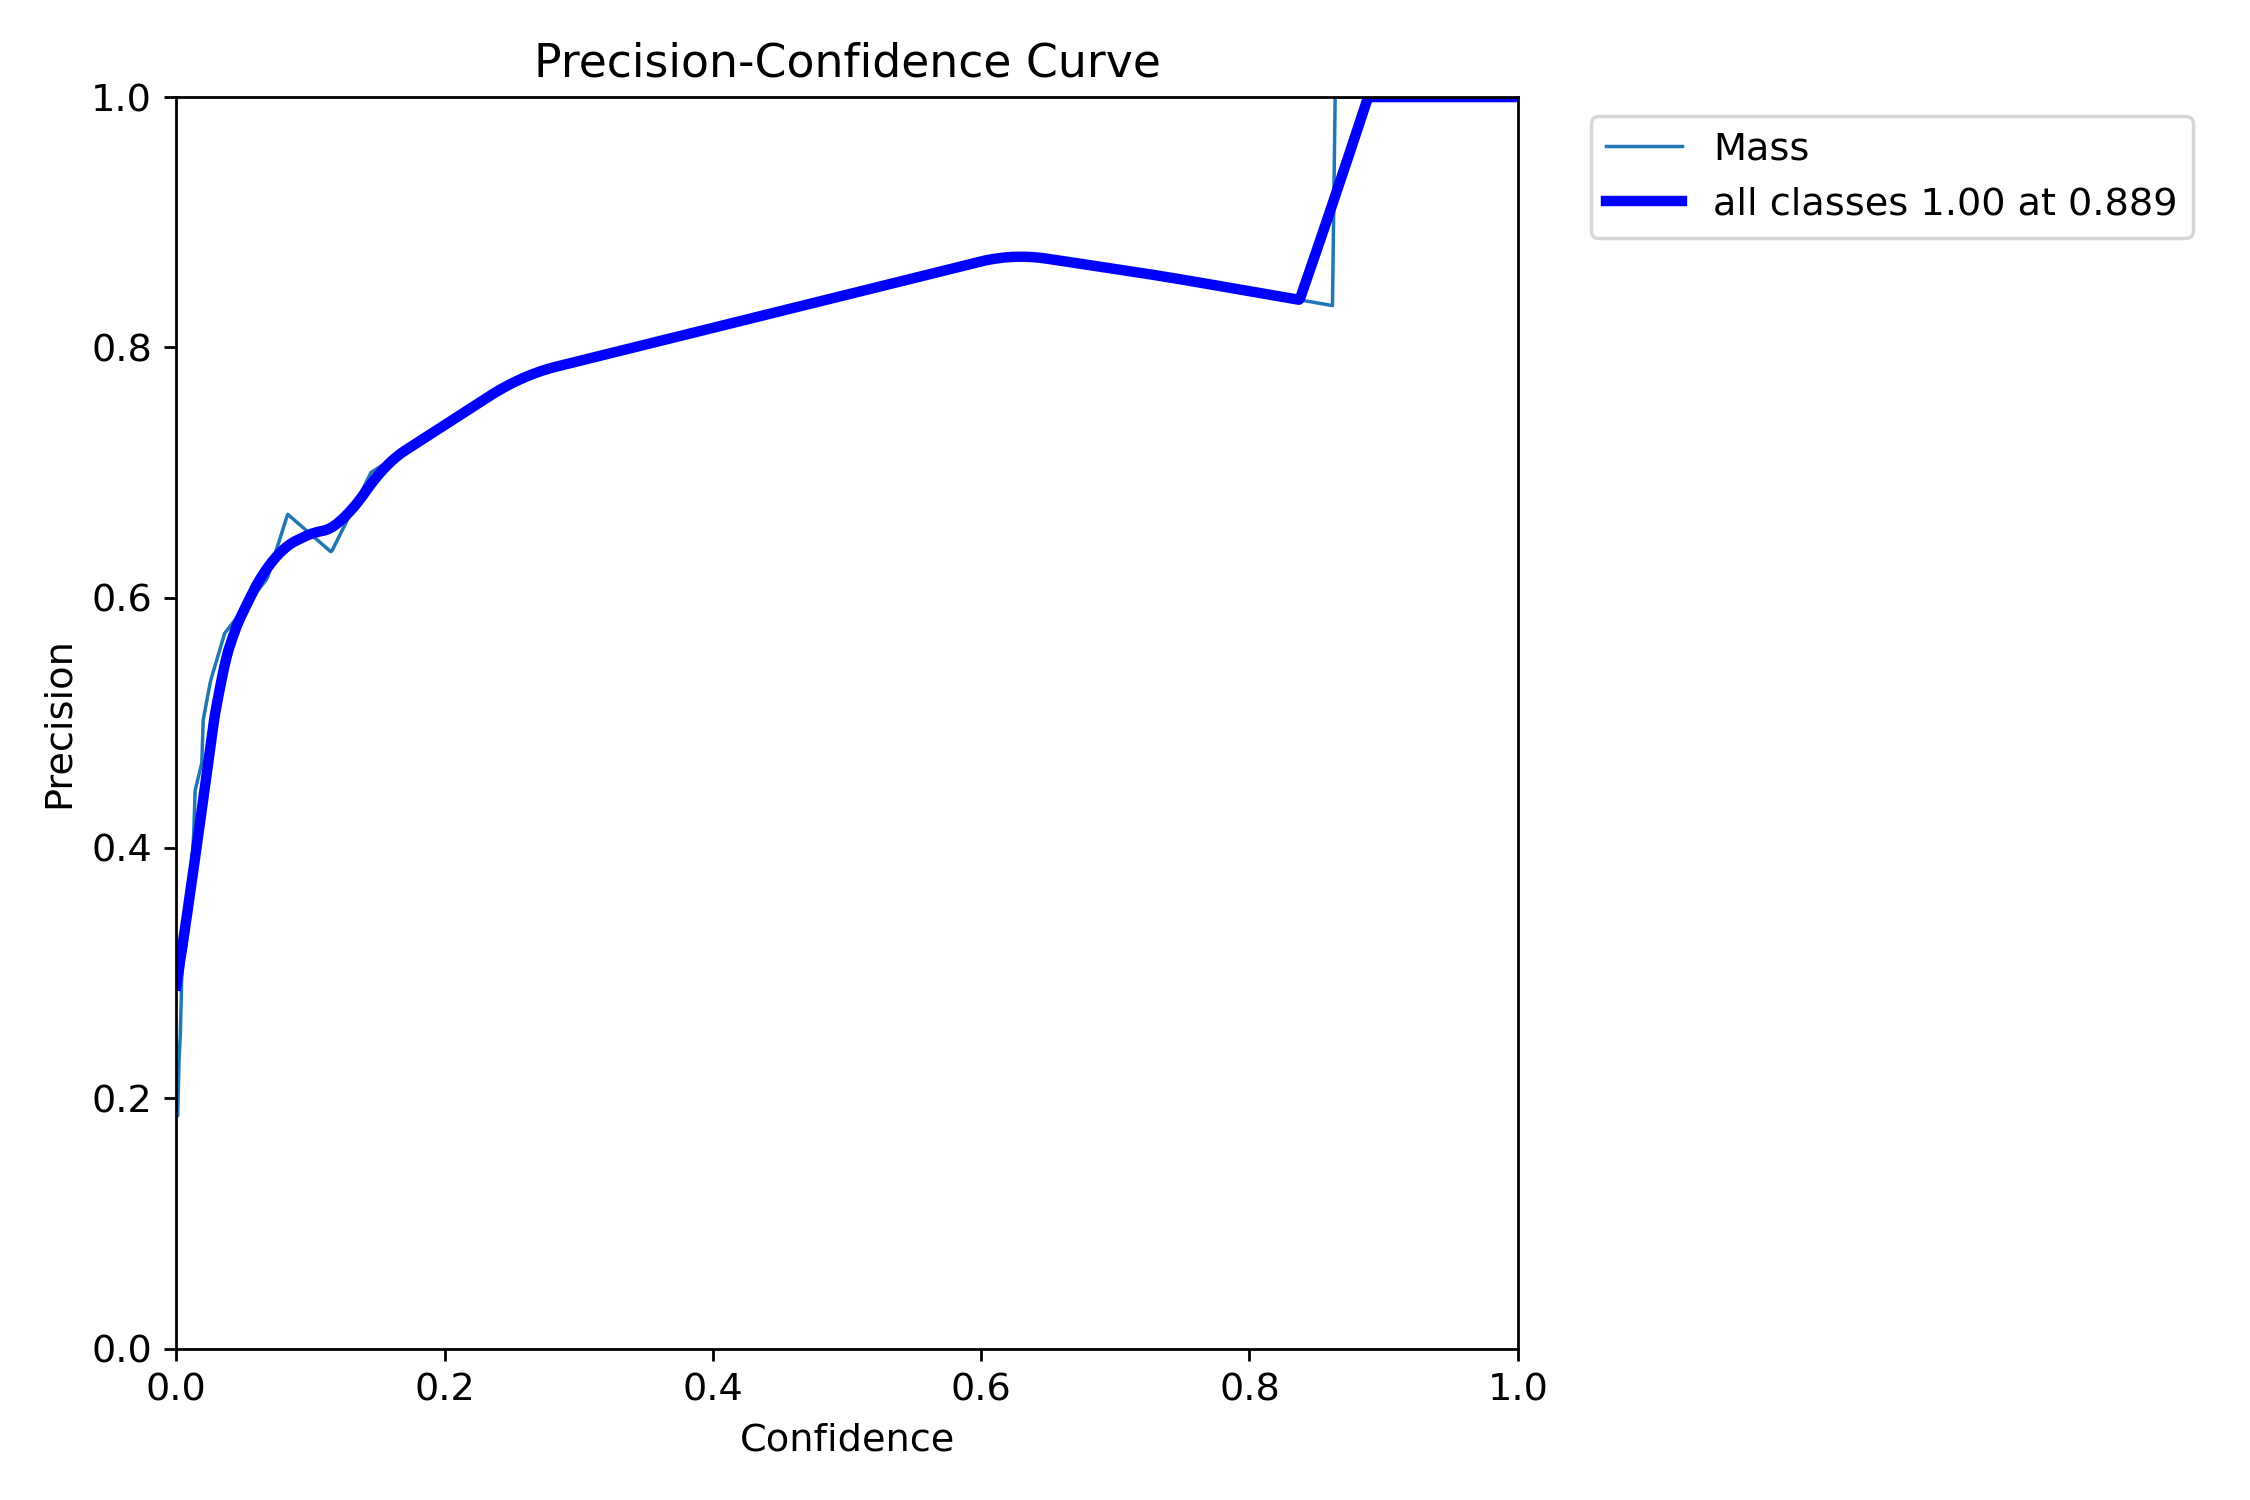 Precision-Confidence Curve
Mass
all classes 1.00 at 0.889
Precision
1.0
0.8
0.6
0.4
0.2
0.0
0.0 0.2 0.4 0.6 0.8 1.0
Confidence